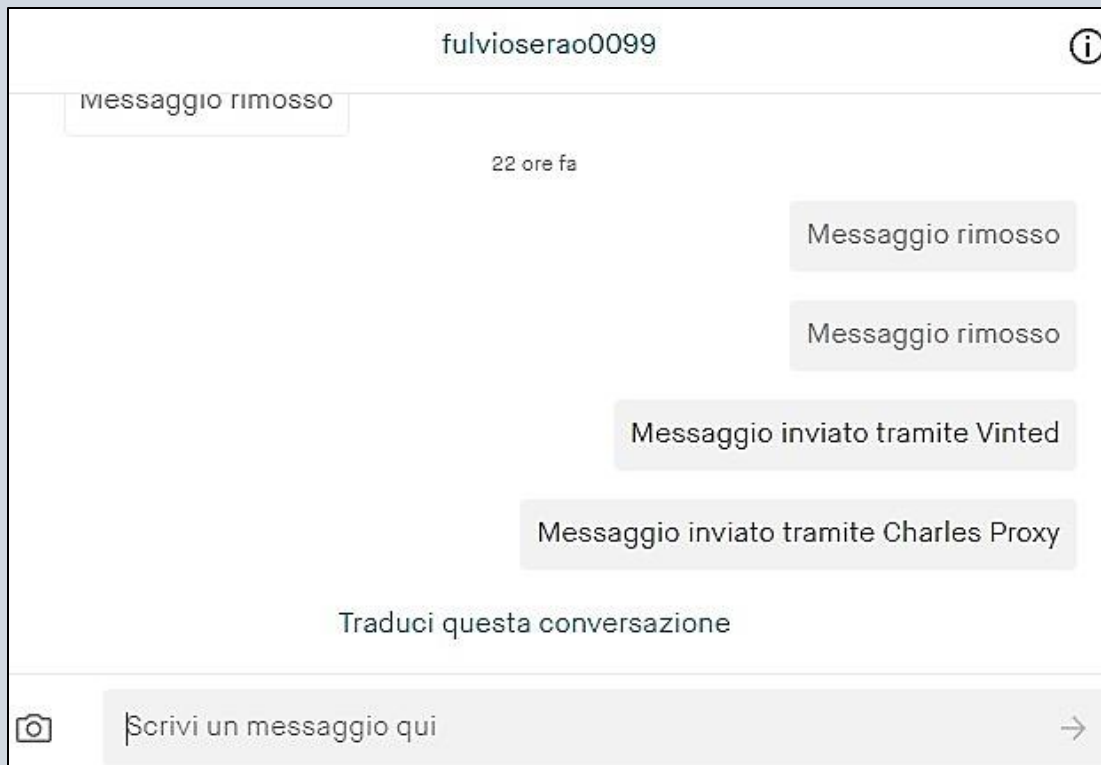 fulvioserao0099
Messaggio rimosso
22 ore fa
Messaggio rimosso
Messaggio rimosso
Messaggio inviato tramite Vinted
Messaggio inviato tramite Charles Proxy
Traduci questa conversazione
Scrivi un messaggio qui